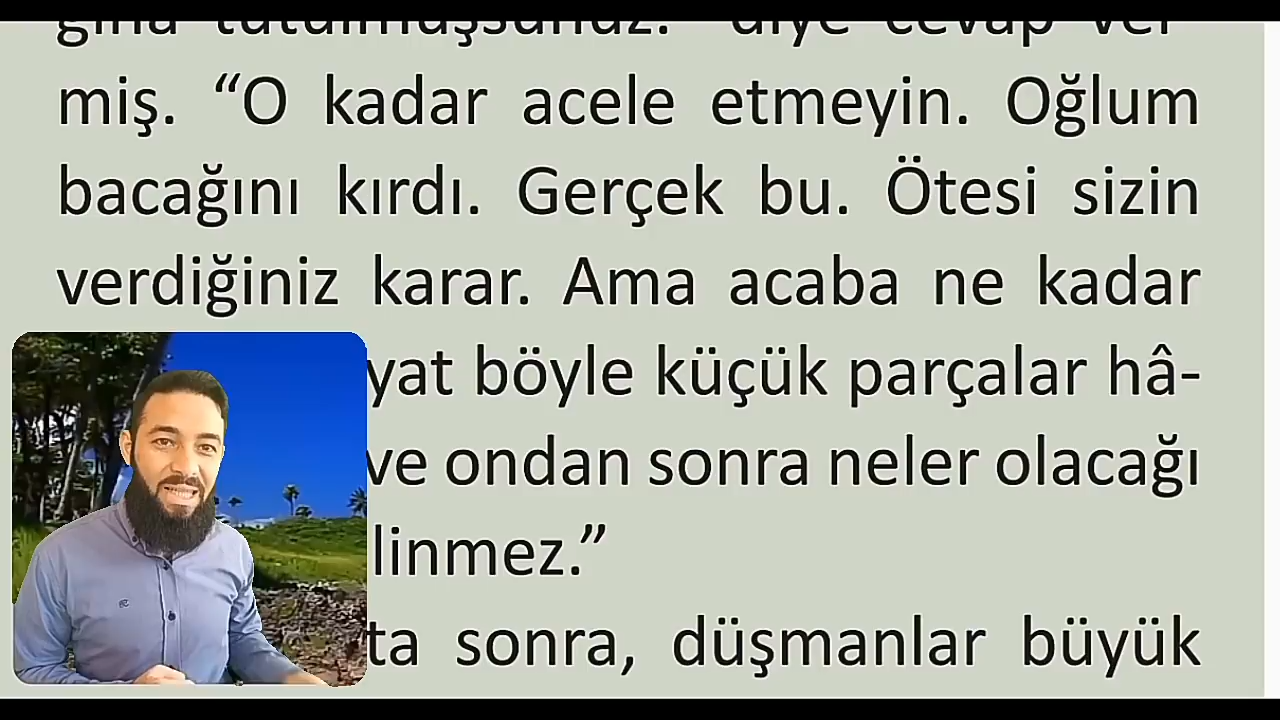 miş. “O kadar acele etmeyin. Oğlum
bacağını kırdı. Gerçek bu. Ötesi sizin
verdiğiniz karar. Ama acaba ne kadar
yat böyle küçük parçalar hâ-
ve ondan sonra neler olacağı
linmez.”
ta sonra, düşmanlar büyük